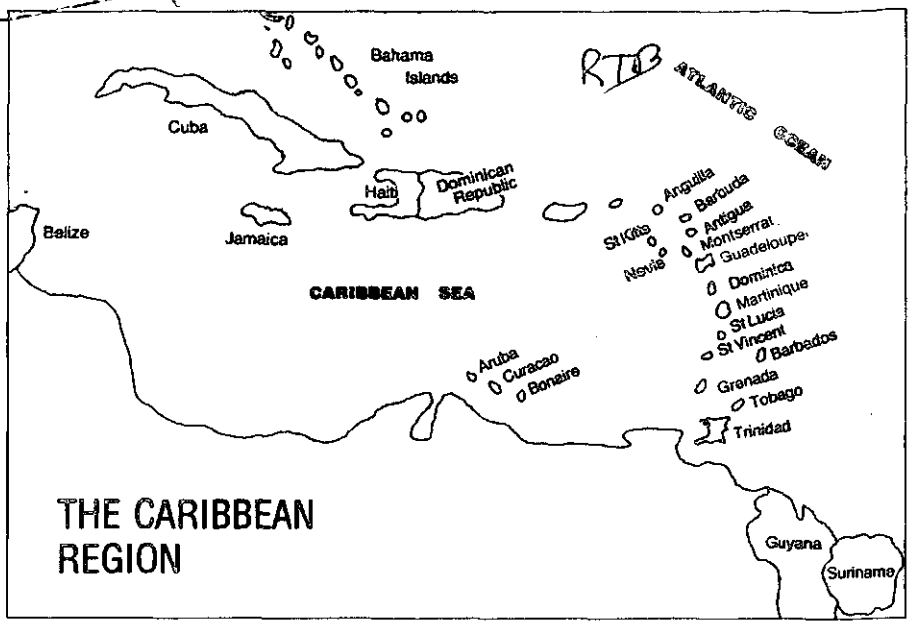 Bahama
Islands
RTB
ATLANTIC OCEAN
Cuba
Haiti
Dominican
Republic
Anguilla
Barbuda
Antigua
St Kitts
Montserrat
Nevis
Guadeloupe
Belize
Jamaica
Dominica
CARIBBEAN SEA
Martinique
St Lucia
St Vincent
Barbados
Aruba
Curacao
Bonaire
Grenada
Tobago
Trinidad
THE CARIBBEAN
REGION
Guyana
Suriname